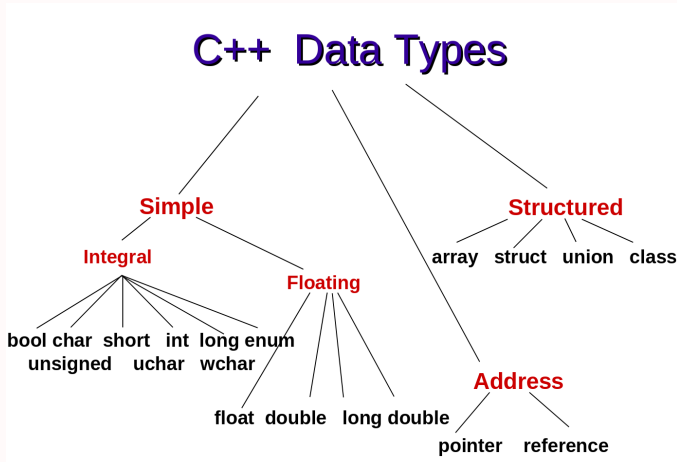 C++ Data Types
Simple
Structured
Integral
array struct union class
Floating
bool char short int long enum
unsigned uchar wchar
Address
float double long double
pointer reference